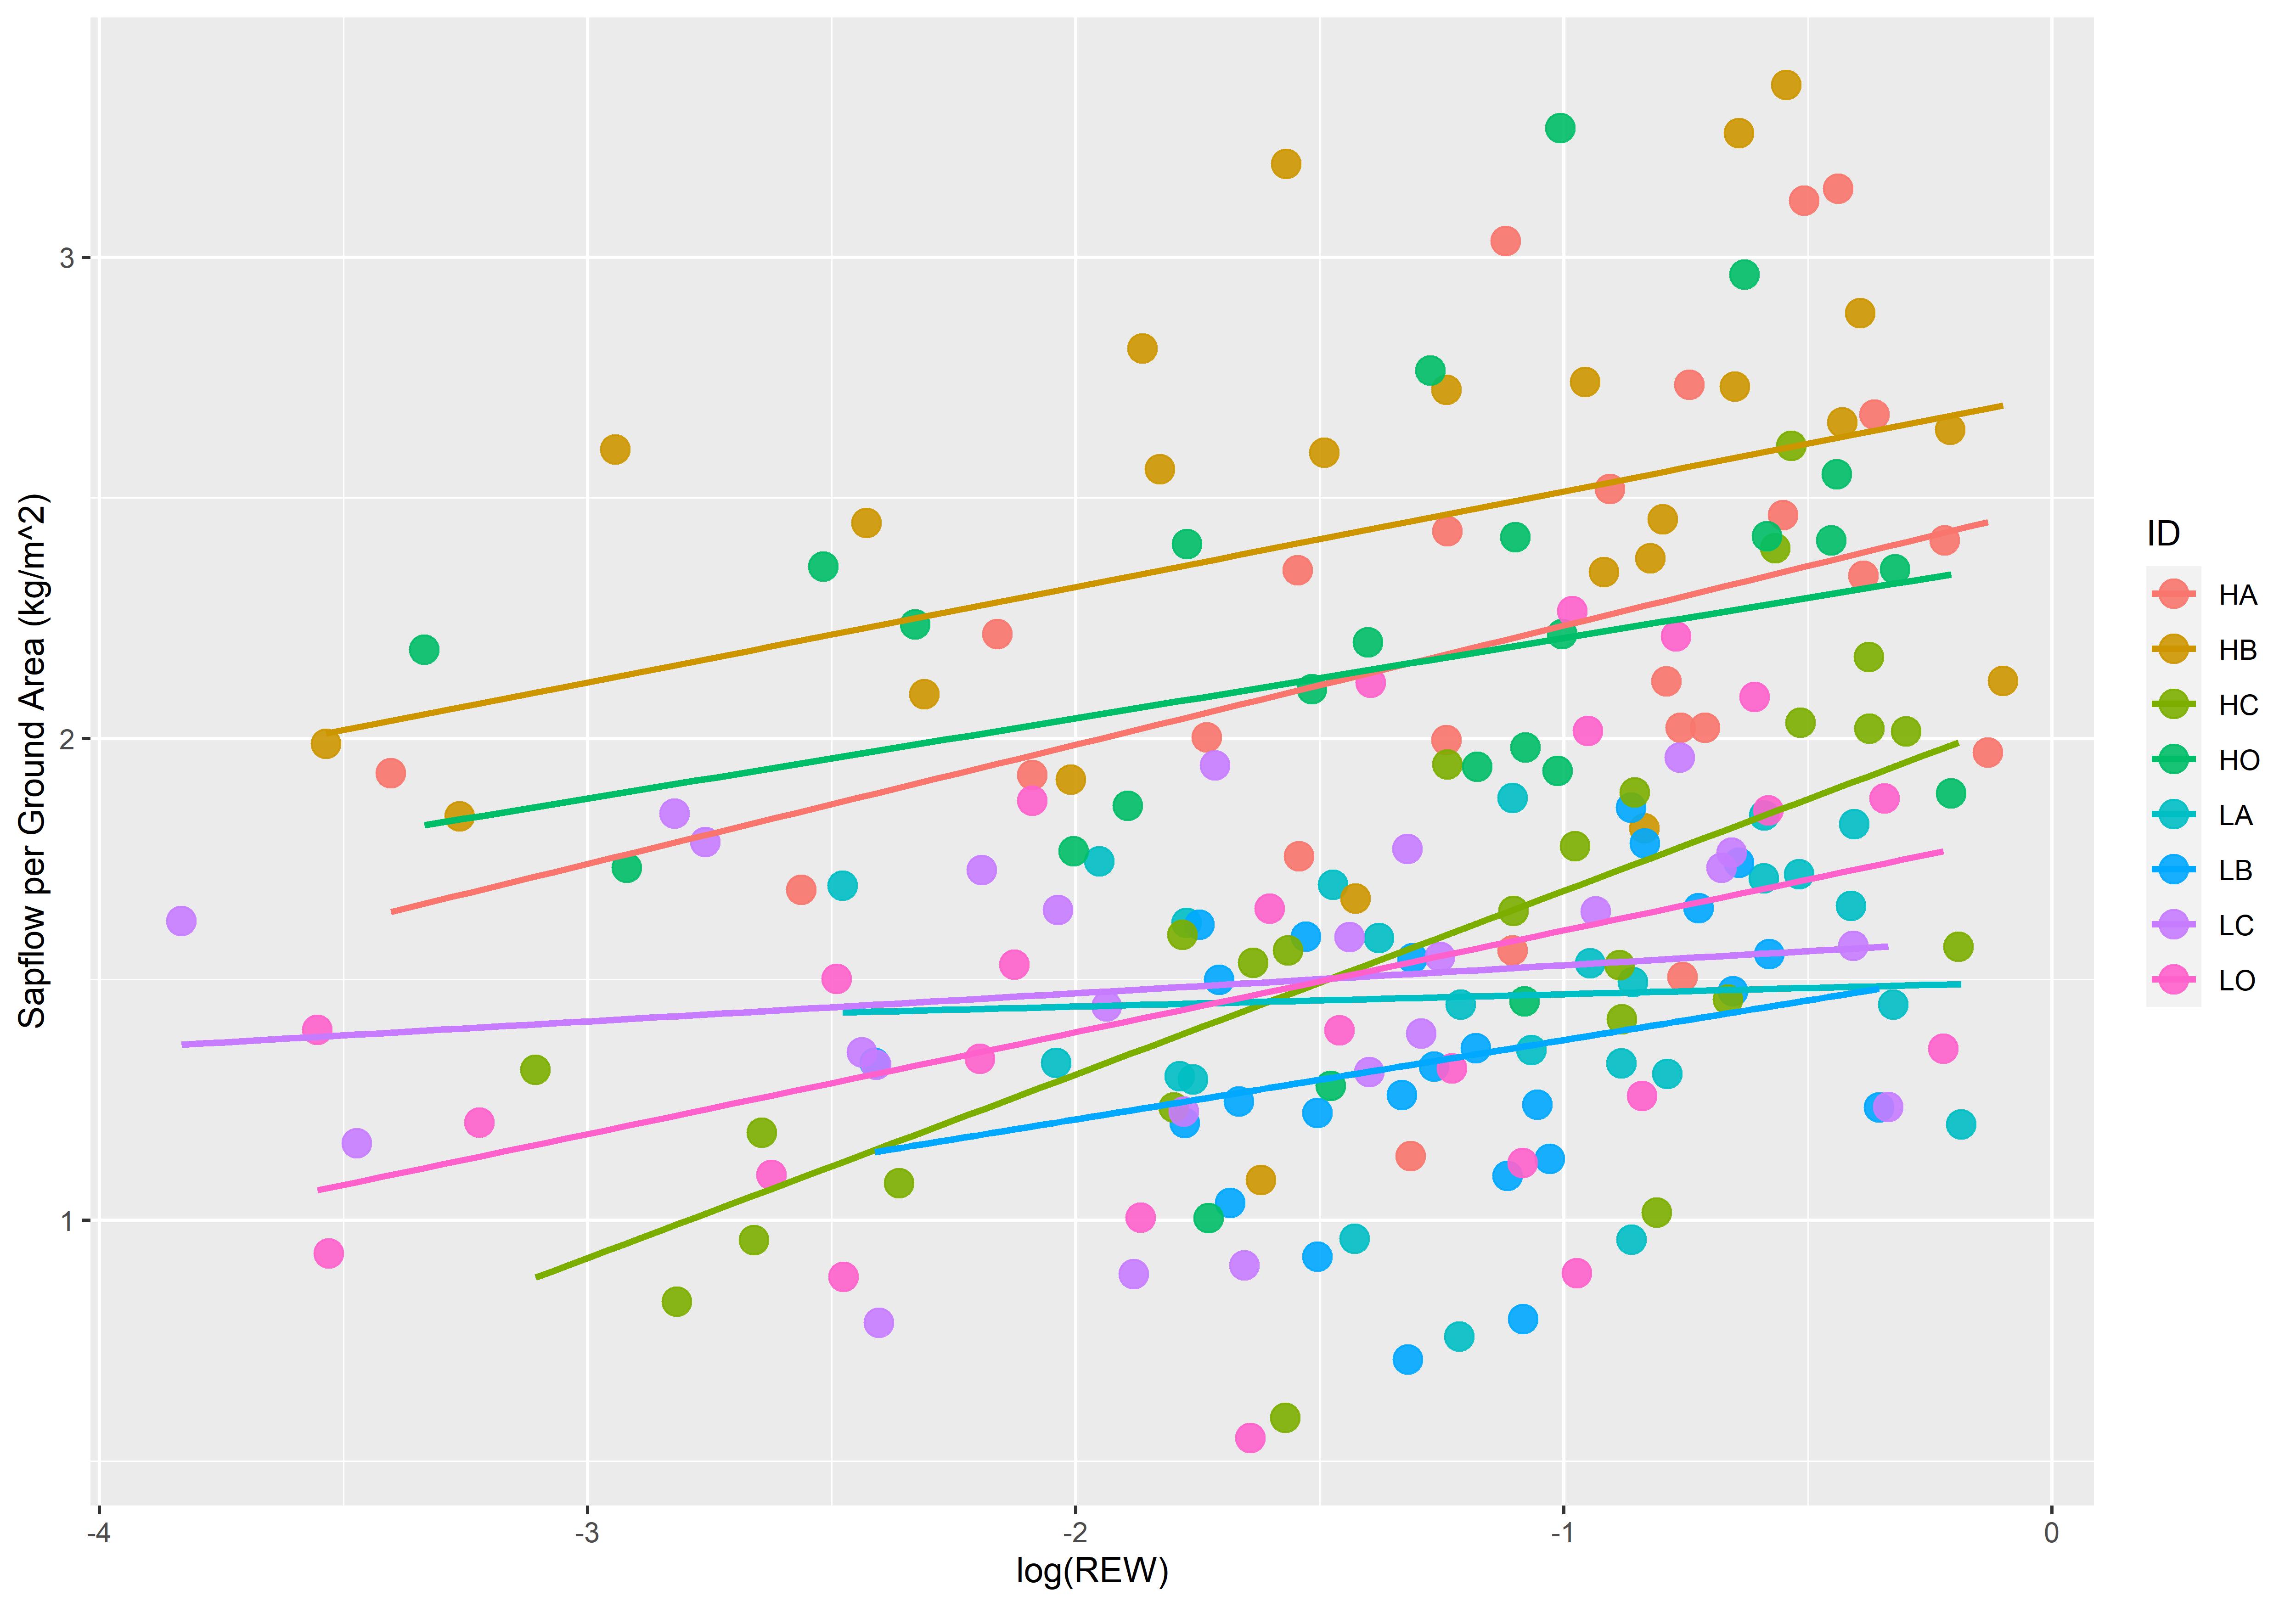 Sapflow per Ground Area (kg/m^2)
3
2
1
-4 -3 -2 -1 0
log(REW)
ID
HA
HB
HC
HO
LA
LB
LC
LO